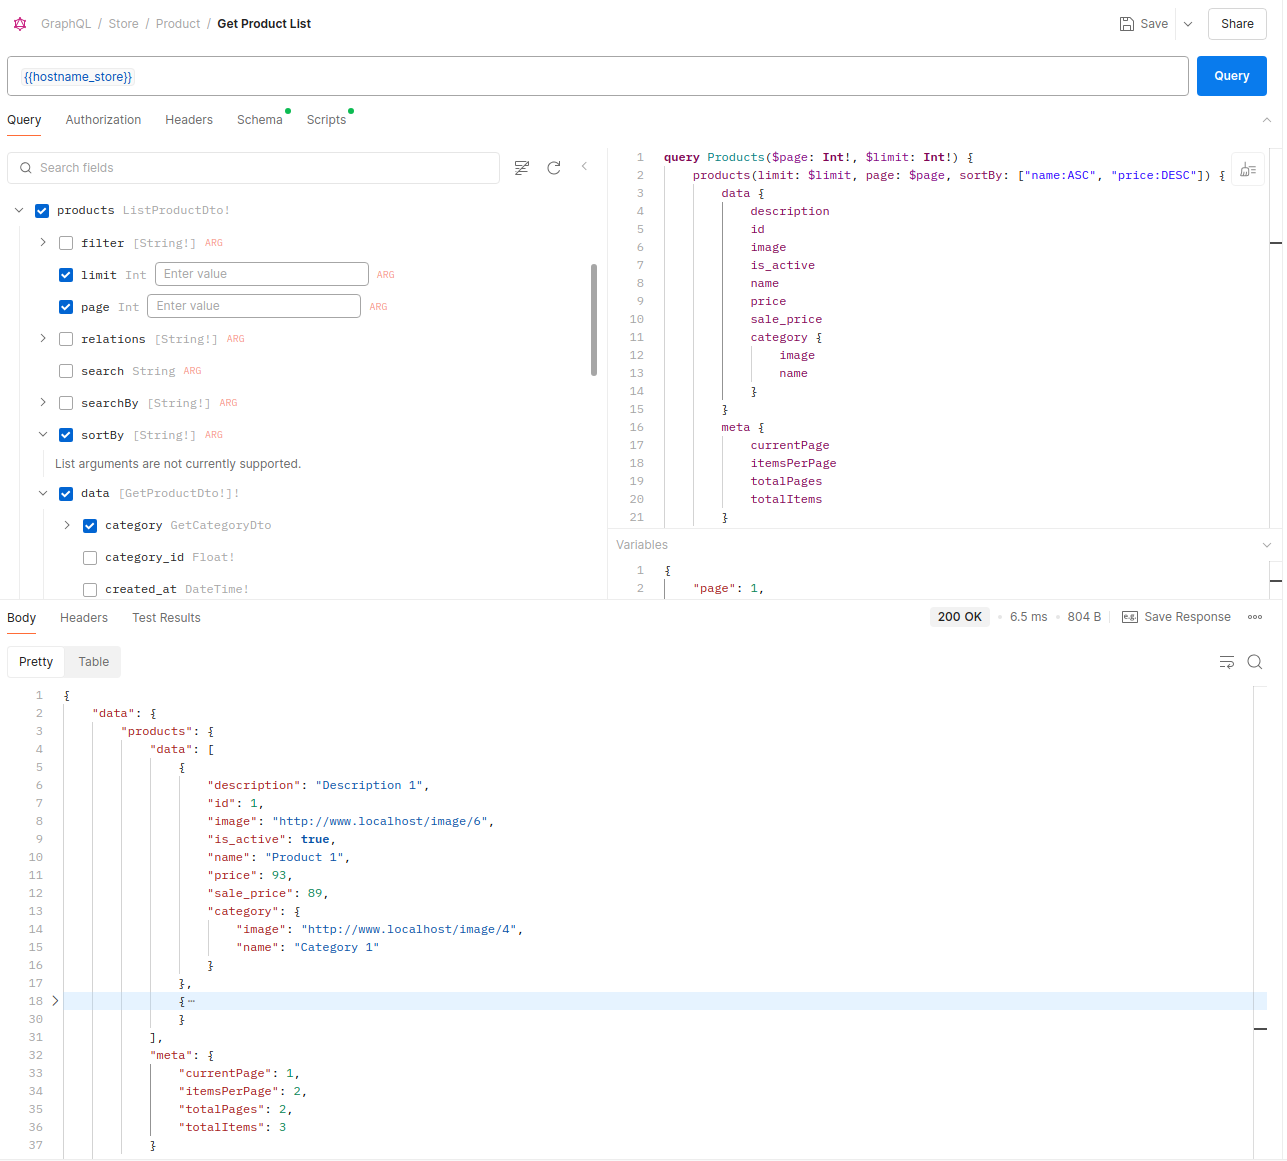 GraphQL / Store / Product / Get Product List
Save
Share
{{hostname_store}}
Query
Query Authorization Headers Schema Scripts
Search fields
products ListProductDto!
filter [String!] ARG
limit Int Enter value ARG
page Int Enter value ARG
relations [String!] ARG
search String ARG
searchBy [String!] ARG
sortBy [String!] ARG
List arguments are not currently supported.
data [GetProductDto!]!
category GetCategoryDto
category_id Float!
created_at DateTime!
1 query Products($page: Int!, $limit: Int!) {
2 products(limit: $limit, page: $page, sortBy: ["name:ASC", "price:DESC"]) {
3 data {
4 description
5 id
6 image
7 is_active
8 name
9 price
10 sale_price
11 category {
12 image
13 name
14 }
15 }
16 meta {
17 currentPage
18 itemsPerPage
19 totalPages
20 totalItems
21 }
Variables
1 {
2 "page": 1,
Body Headers Test Results
200 OK 6.5 ms 804 B e.g. Save Response
Pretty Table
1 {
2 "data": {
3 "products": {
4 "data": [
5 {
6 "description": "Description 1",
7 "id": 1,
8 "image": "http://www.localhost/image/6",
9 "is_active": true,
10 "name": "Product 1",
11 "price": 93,
12 "sale_price": 89,
13 "category": {
14 "image": "http://www.localhost/image/4",
15 "name": "Category 1"
16 }
17 },
18 {⋯
30 }
31 ],
32 "meta": {
33 "currentPage": 1,
34 "itemsPerPage": 2,
35 "totalPages": 2,
36 "totalItems": 3
37 }